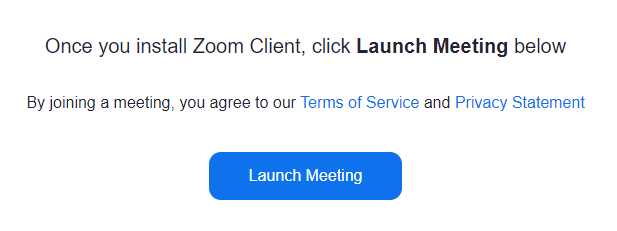 Once you install Zoom Client, click Launch Meeting below
By joining a meeting, you agree to our Terms of Service and Privacy Statement
Launch Meeting